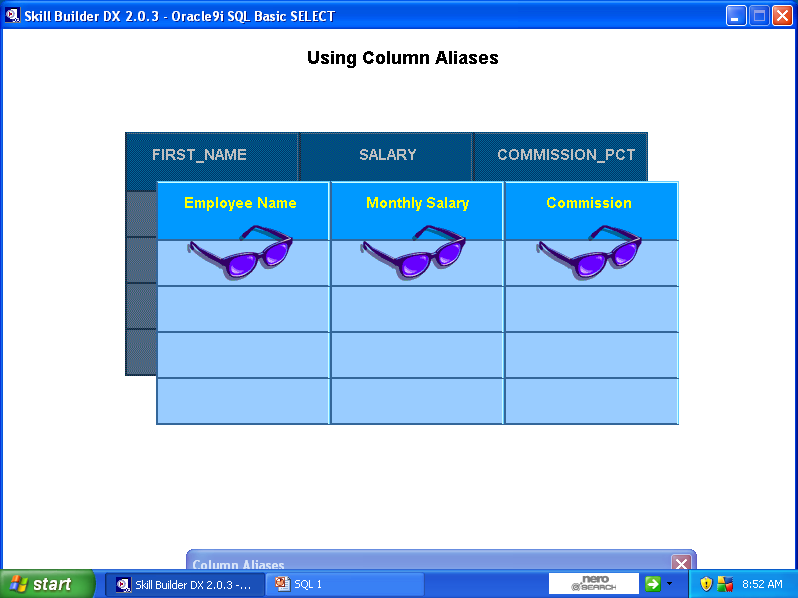 Skill Builder DX 2.0.3 - Oracle9i SQL Basic SELECT
Using Column Aliases
FIRST_NAME SALARY COMMISSION_PCT
Employee Name Monthly Salary Commission
Column Aliases
start Skill Builder DX 2.0.3 -... SQL 1 nero @SEARCH 8:52 AM